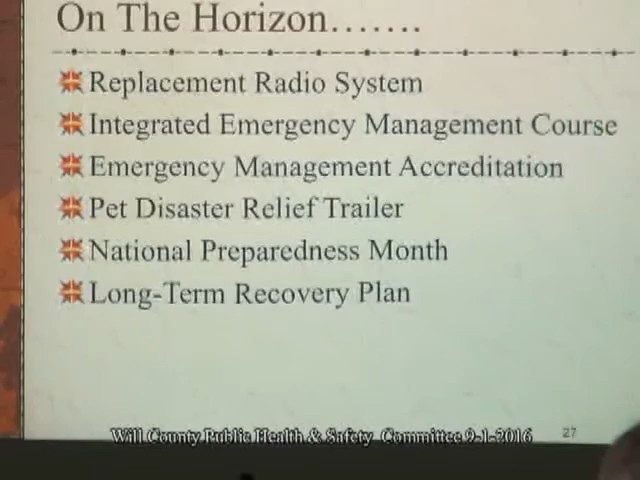 On The Horizon…….
Replacement Radio System
Integrated Emergency Management Course
Emergency Management Accreditation
Pet Disaster Relief Trailer
National Preparedness Month
Long-Term Recovery Plan
Will County Public Health & Safety Committee 9-1-2016
27